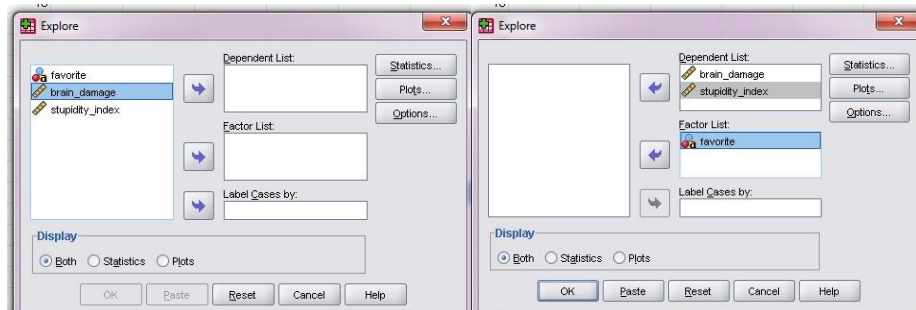 Explore
Dependent List:
favorite
brain_damage
stupidity_index
Statistics...
Plots...
Options...
Factor List:
Label Cases by:
Display
Both Statistics Plots
OK Paste Reset Cancel Help
Explore
Dependent List:
brain_damage
stupidity_index
Statistics...
Plots...
Options...
Factor List:
favorite
Label Cases by:
Display
Both Statistics Plots
OK Paste Reset Cancel Help